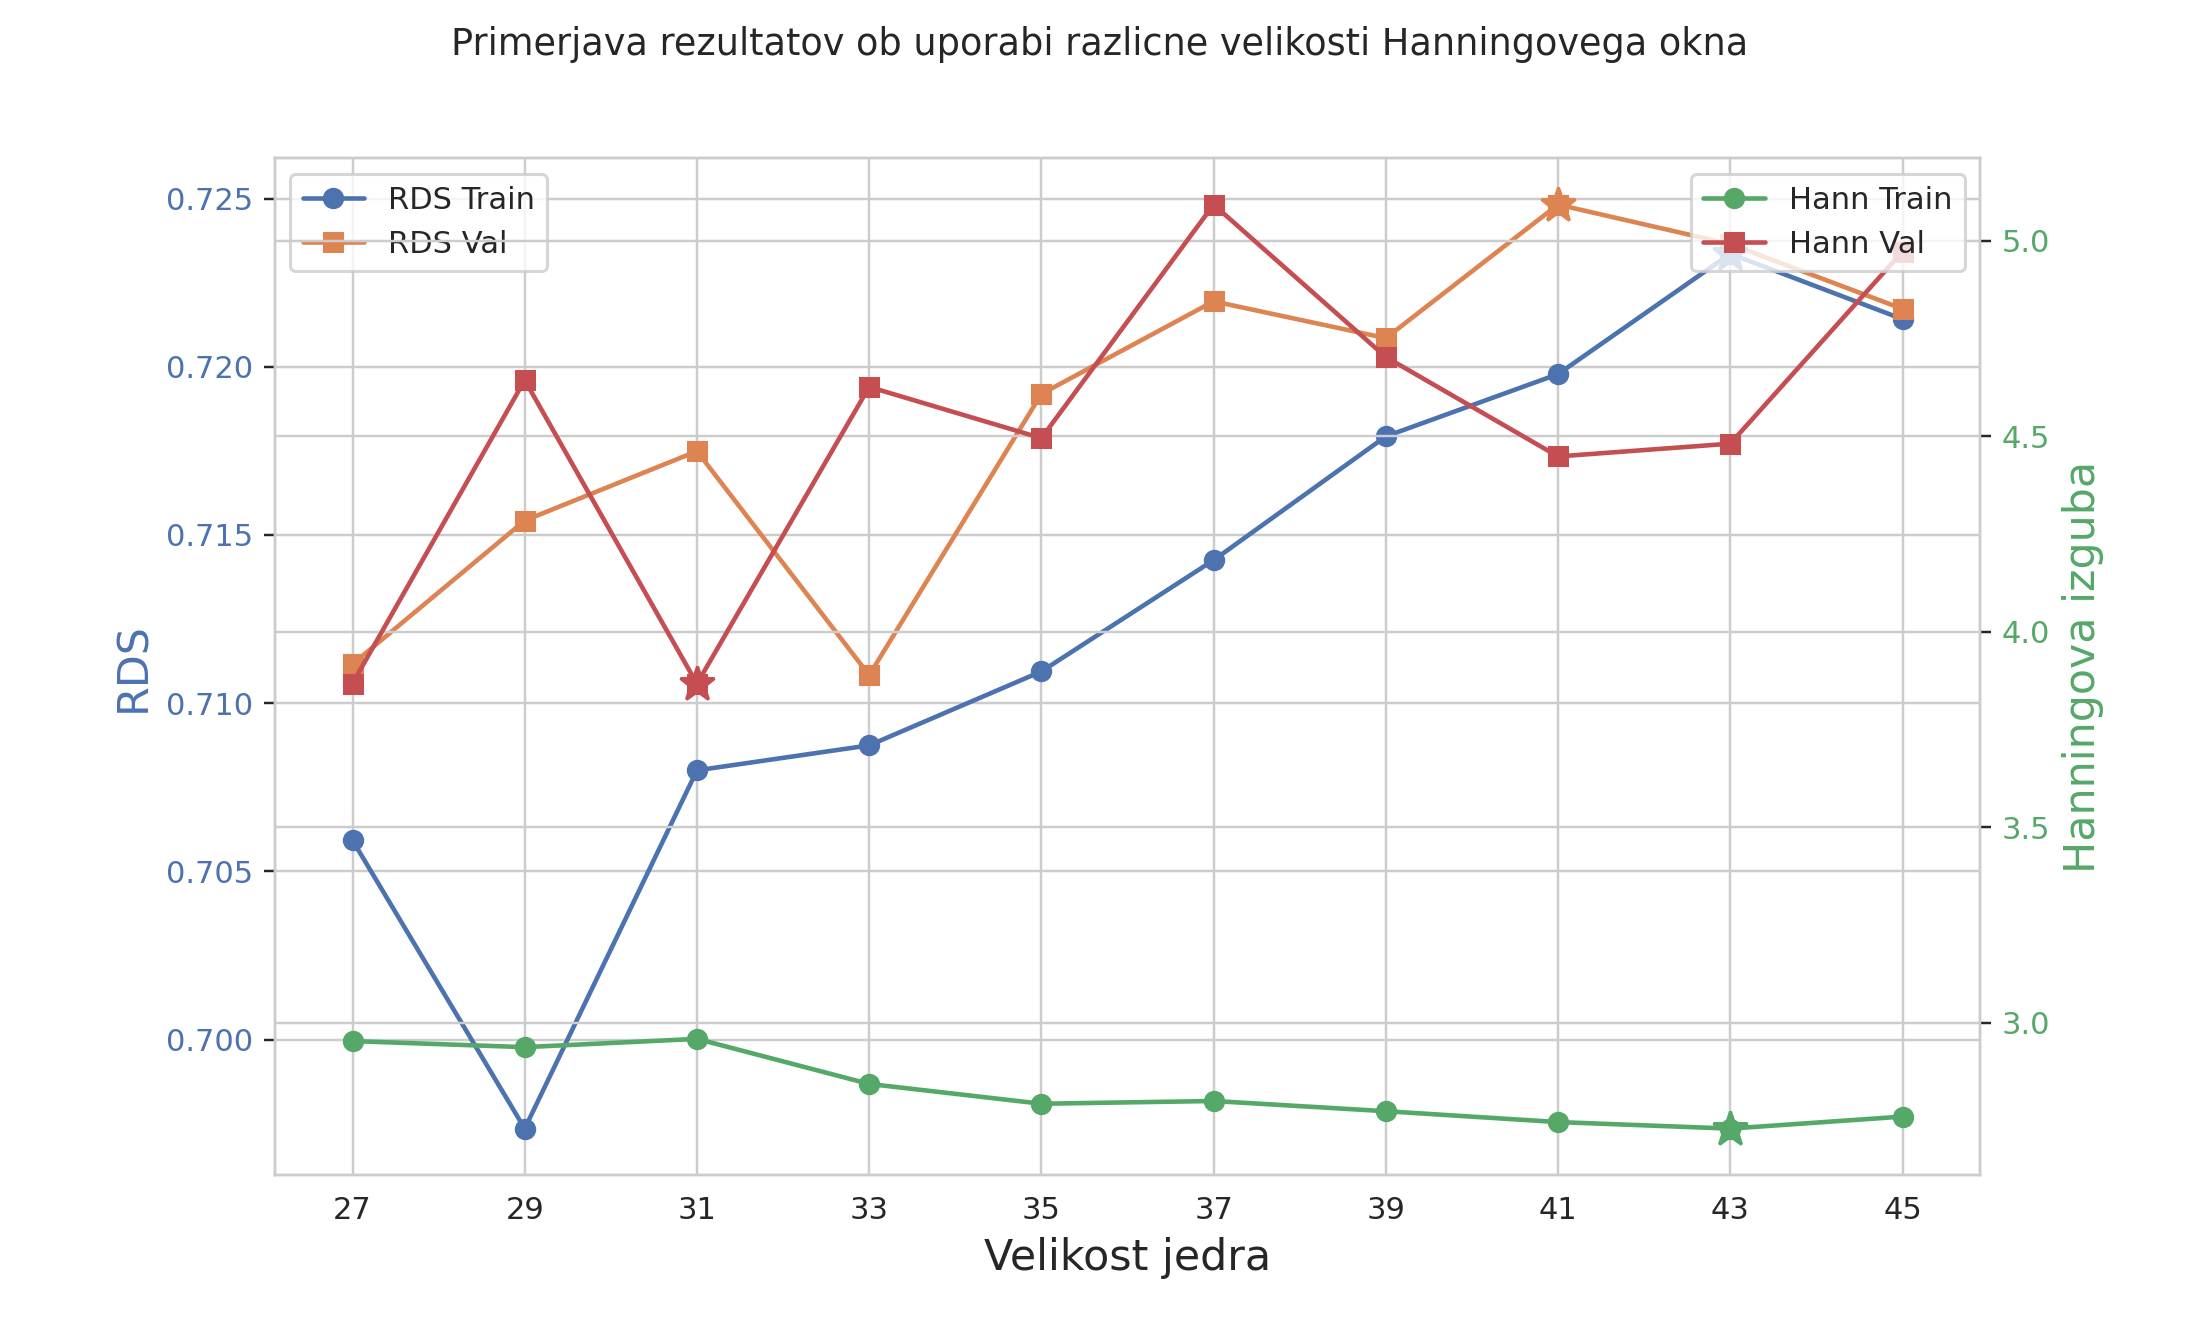 Primerjava rezultatov ob uporabi razlicne velikosti Hanningovega okna
RDS Train
RDS Val
Hann Train
Hann Val
0.725
0.720
0.715
0.710
0.705
0.700
RDS
5.0
4.5
4.0
3.5
3.0
Hanningova izguba
27 29 31 33 35 37 39 41 43 45
Velikost jedra